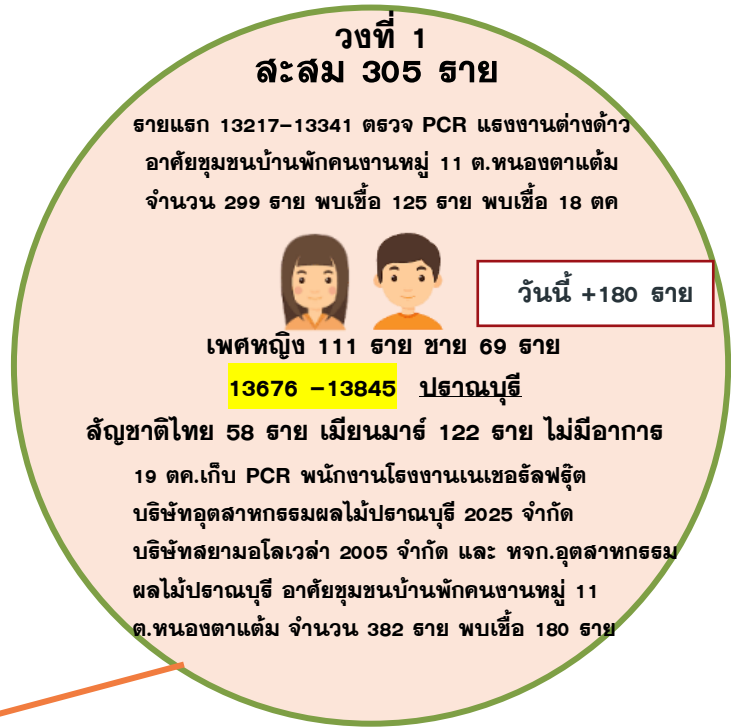 วงที่ 1
สะสม 305 ราย
รายแรก 13217-13341 ตรวจ PCR แรงงานต่างด้าว
อาศัยชุมชนบ้านพักคนงานหมู่ 11 ต.หนองตาแต้ม
จำนวน 299 ราย พบเชื้อ 125 ราย พบเชื้อ 18 ตค
วันนี้ +180 ราย
เพศหญิง 111 ราย ชาย 69 ราย
13676 -13845 ปราณบุรี
สัญชาติไทย 58 ราย เมียนมาร์ 122 ราย ไม่มีอาการ
19 ตค.เก็บ PCR พนักงานโรงงานเนเชอรัลฟรุ๊ต
บริษัทอุตสาหกรรมผลไม้ปราณบุรี 2025 จำกัด
บริษัทสยามอโลเวล่า 2005 จำกัด และ หจก.อุตสาหกรรม
ผลไม้ปราณบุรี อาศัยชุมชนบ้านพักคนงานหมู่ 11
ต.หนองตาแต้ม จำนวน 382 ราย พบเชื้อ 180 ราย